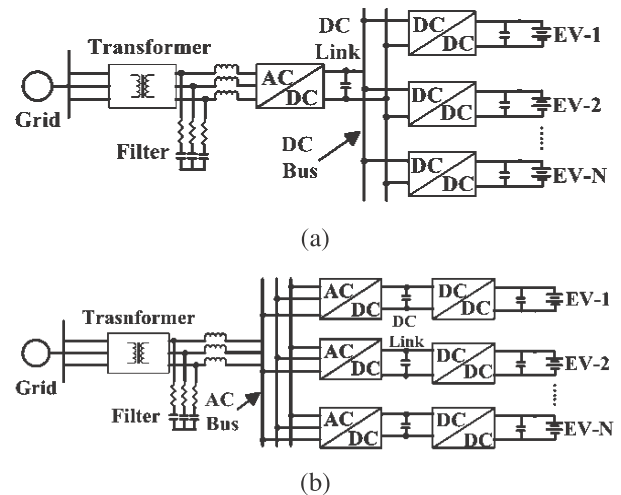 Transformer
Grid
Filter
AC
DC
DC
Link
DC
Bus
DC
DC
EV-1
DC
DC
EV-2
DC
DC
EV-N
(a)
Trasnformer
Grid
Filter
AC
Bus
AC
DC
DC
Link
DC
DC
EV-1
AC
DC
DC
DC
EV-2
AC
DC
DC
DC
EV-N
(b)